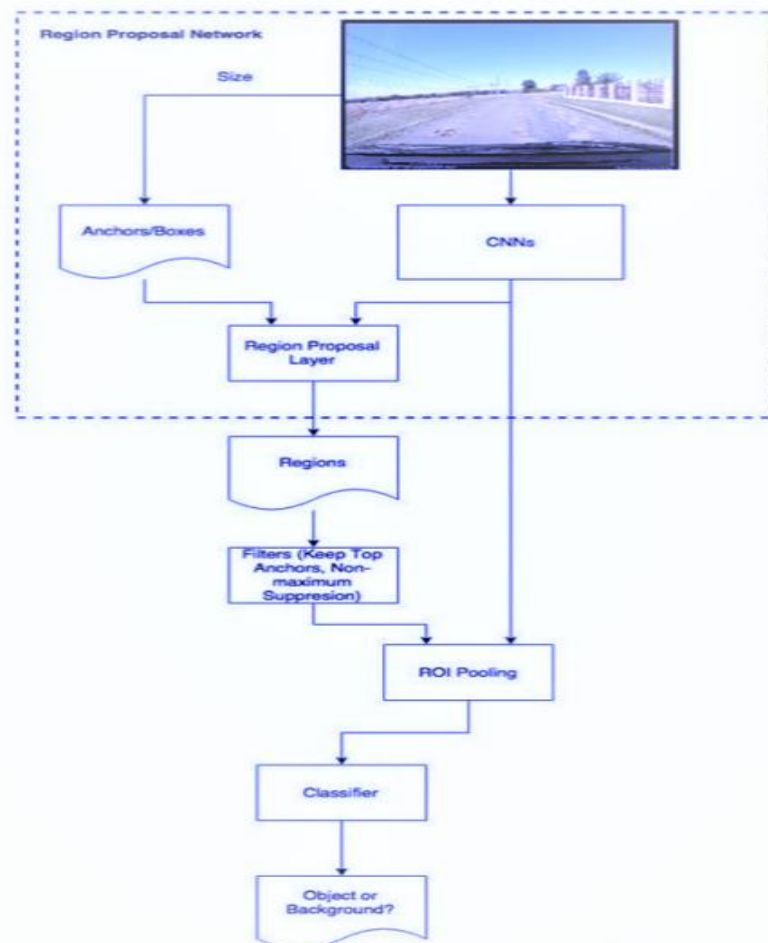 Region Proposal Network
Size
Anchors/Boxes
CNNs
Region Proposal
Layer
Regions
Filters (Keep Top
Anchors, Non-
maximum
Suppresion)
ROI Pooling
Classifier
Object or
Background?